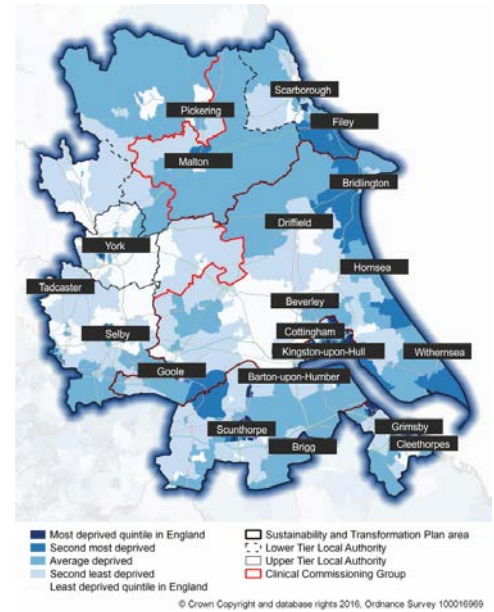 Scarborough
Pickering
Filey
Malton
Bridlington
Driffield
York
Hornsea
Tadcaster
Beverley
Selby
Cottingham
Kingston-upon-Hull
Withernsea
Goole
Barton-upon-Humber
Scunthorpe
Grimsby
Brigg
Cleethorpes
Most deprived quintile in England
Second most deprived
Average deprived
Second least deprived
Least deprived quintile in England
Sustainability and Transformation Plan area
Lower Tier Local Authority
Upper Tier Local Authority
Clinical Commissioning Group
© Crown Copyright and database rights 2016, Ordnance Survey 100016969